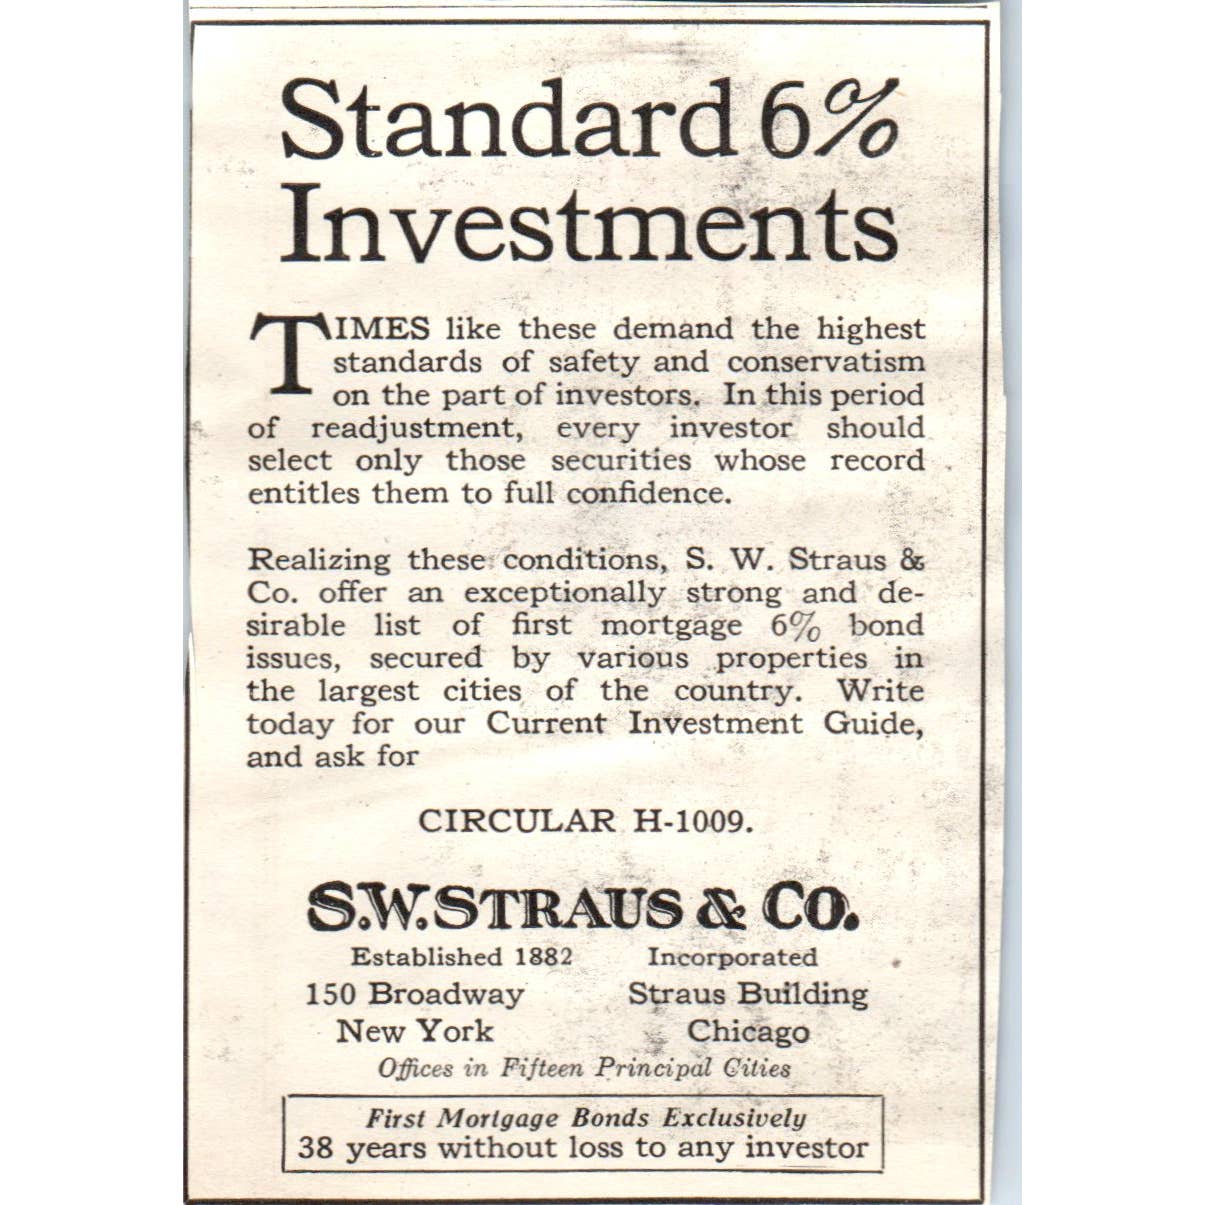 Standard 6%
Investments
TIMES like these demand the highest
standards of safety and conservatism
on the part of investors. In this period
of readjustment, every investor should
select only those securities whose record
entitles them to full confidence.
Realizing these conditions, S. W. Straus &
Co. offer an exceptionally strong and de-
sirable list of first mortgage 6% bond
issues, secured by various properties in
the largest cities of the country. Write
today for our Current Investment Guide,
and ask for
CIRCULAR H-1009.
S.W. STRAUS & CO.
Established 1882 Incorporated
150 Broadway Straus Building
New York Chicago
Offices in Fifteen Principal Cities
First Mortgage Bonds Exclusively
38 years without loss to any investor